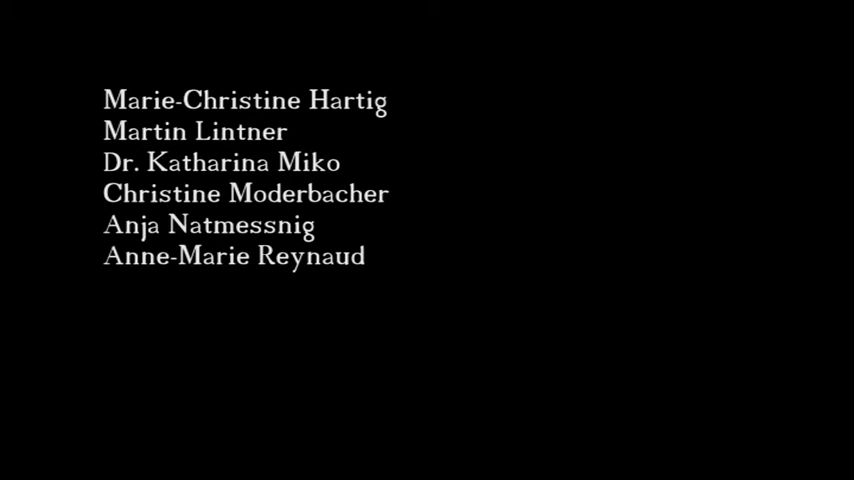 Marie-Christine Hartig
Martin Lintner
Dr. Katharina Miko
Christine Moderbacher
Anja Natmessnig
Anne-Marie Reynaud